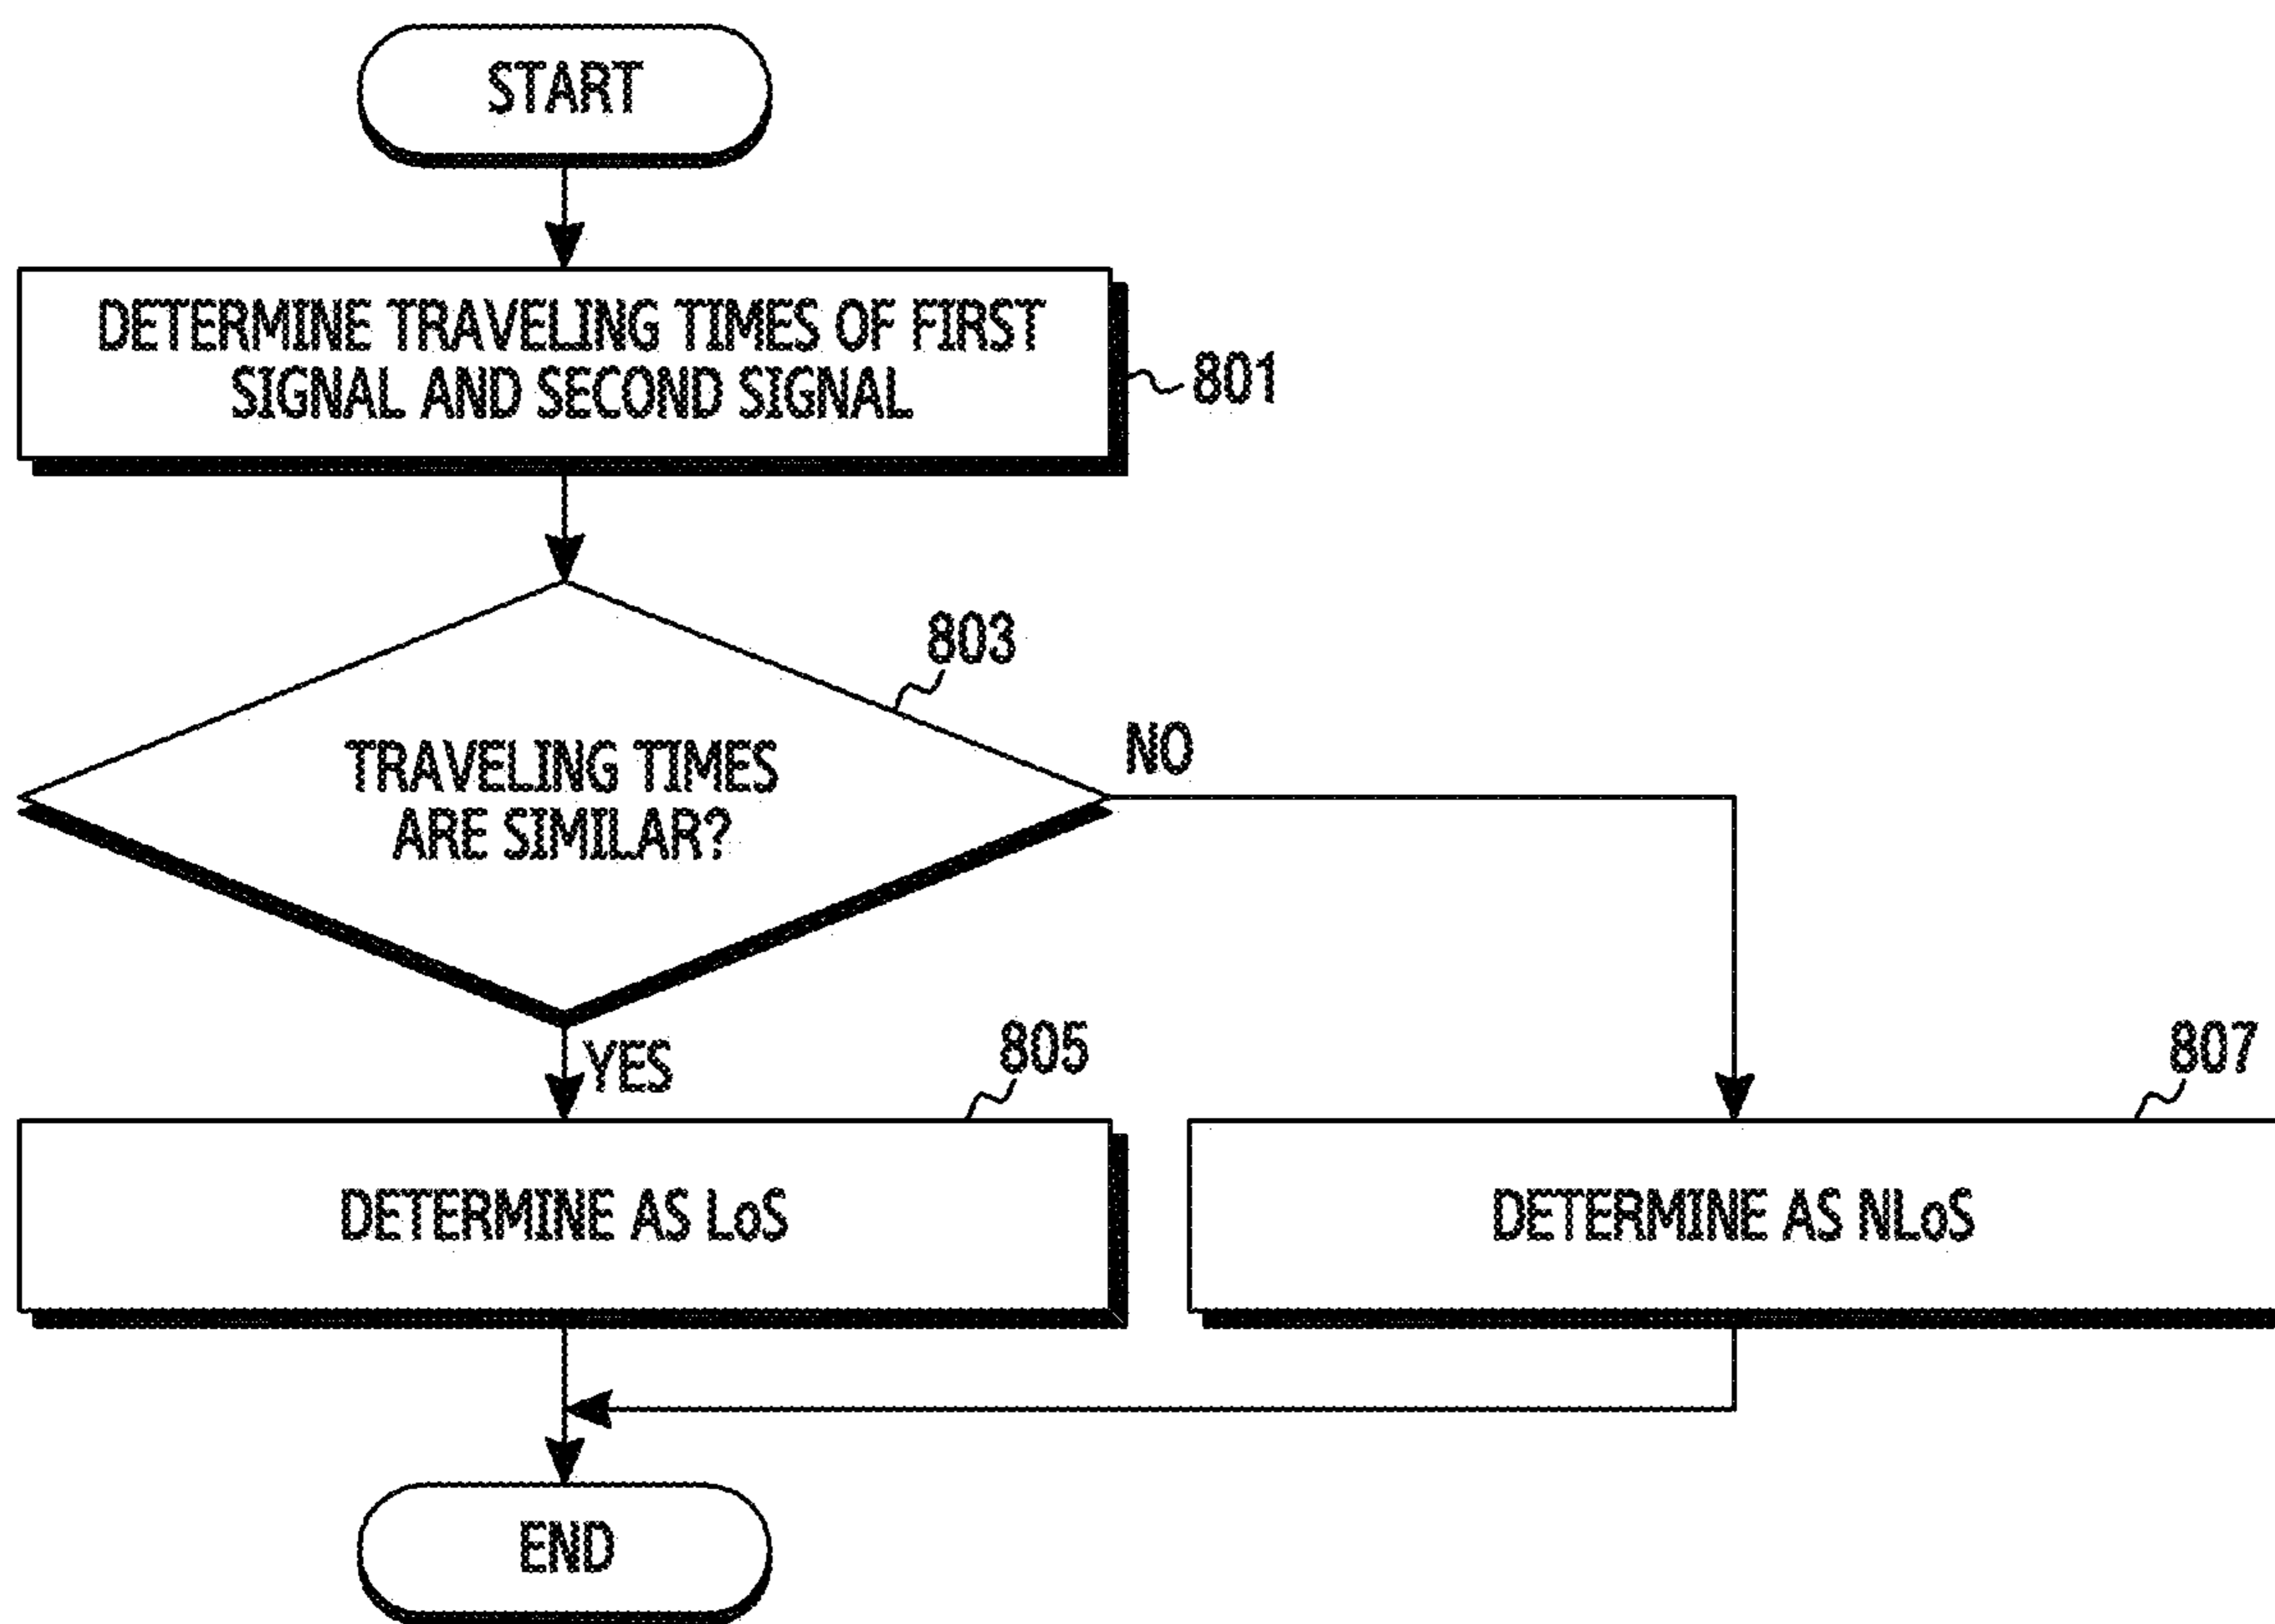 START
DETERMINE TRAVELING TIMES OF FIRST
SIGNAL AND SECOND SIGNAL
801
803
TRAVELING TIMES
ARE SIMILAR?
NO
YES
805
807
DETERMINE AS LoS
DETERMINE AS NLoS
END